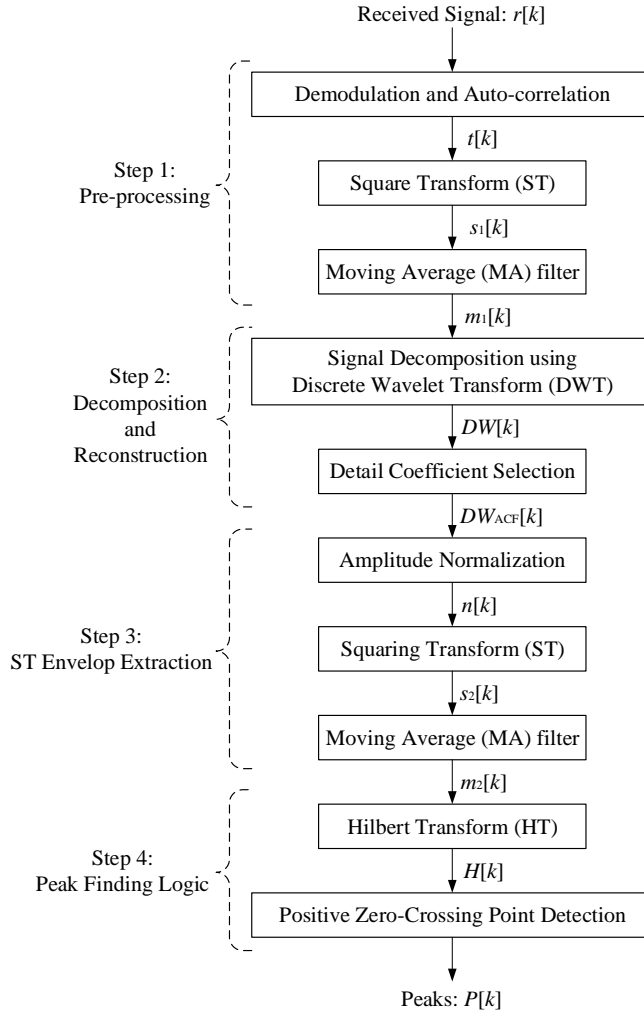 Received Signal: r[k]
Demodulation and Auto-correlation
t[k]
Step 1:
Pre-processing
Square Transform (ST)
s1[k]
Moving Average (MA) filter
m1[k]
Signal Decomposition using
Discrete Wavelet Transform (DWT)
Step 2:
Decomposition
and
Reconstruction
DW[k]
Detail Coefficient Selection
DWACF[k]
Amplitude Normalization
n[k]
Step 3:
ST Envelop Extraction
Squaring Transform (ST)
s2[k]
Moving Average (MA) filter
m2[k]
Hilbert Transform (HT)
Step 4:
Peak Finding Logic
H[k]
Positive Zero-Crossing Point Detection
Peaks: P[k]